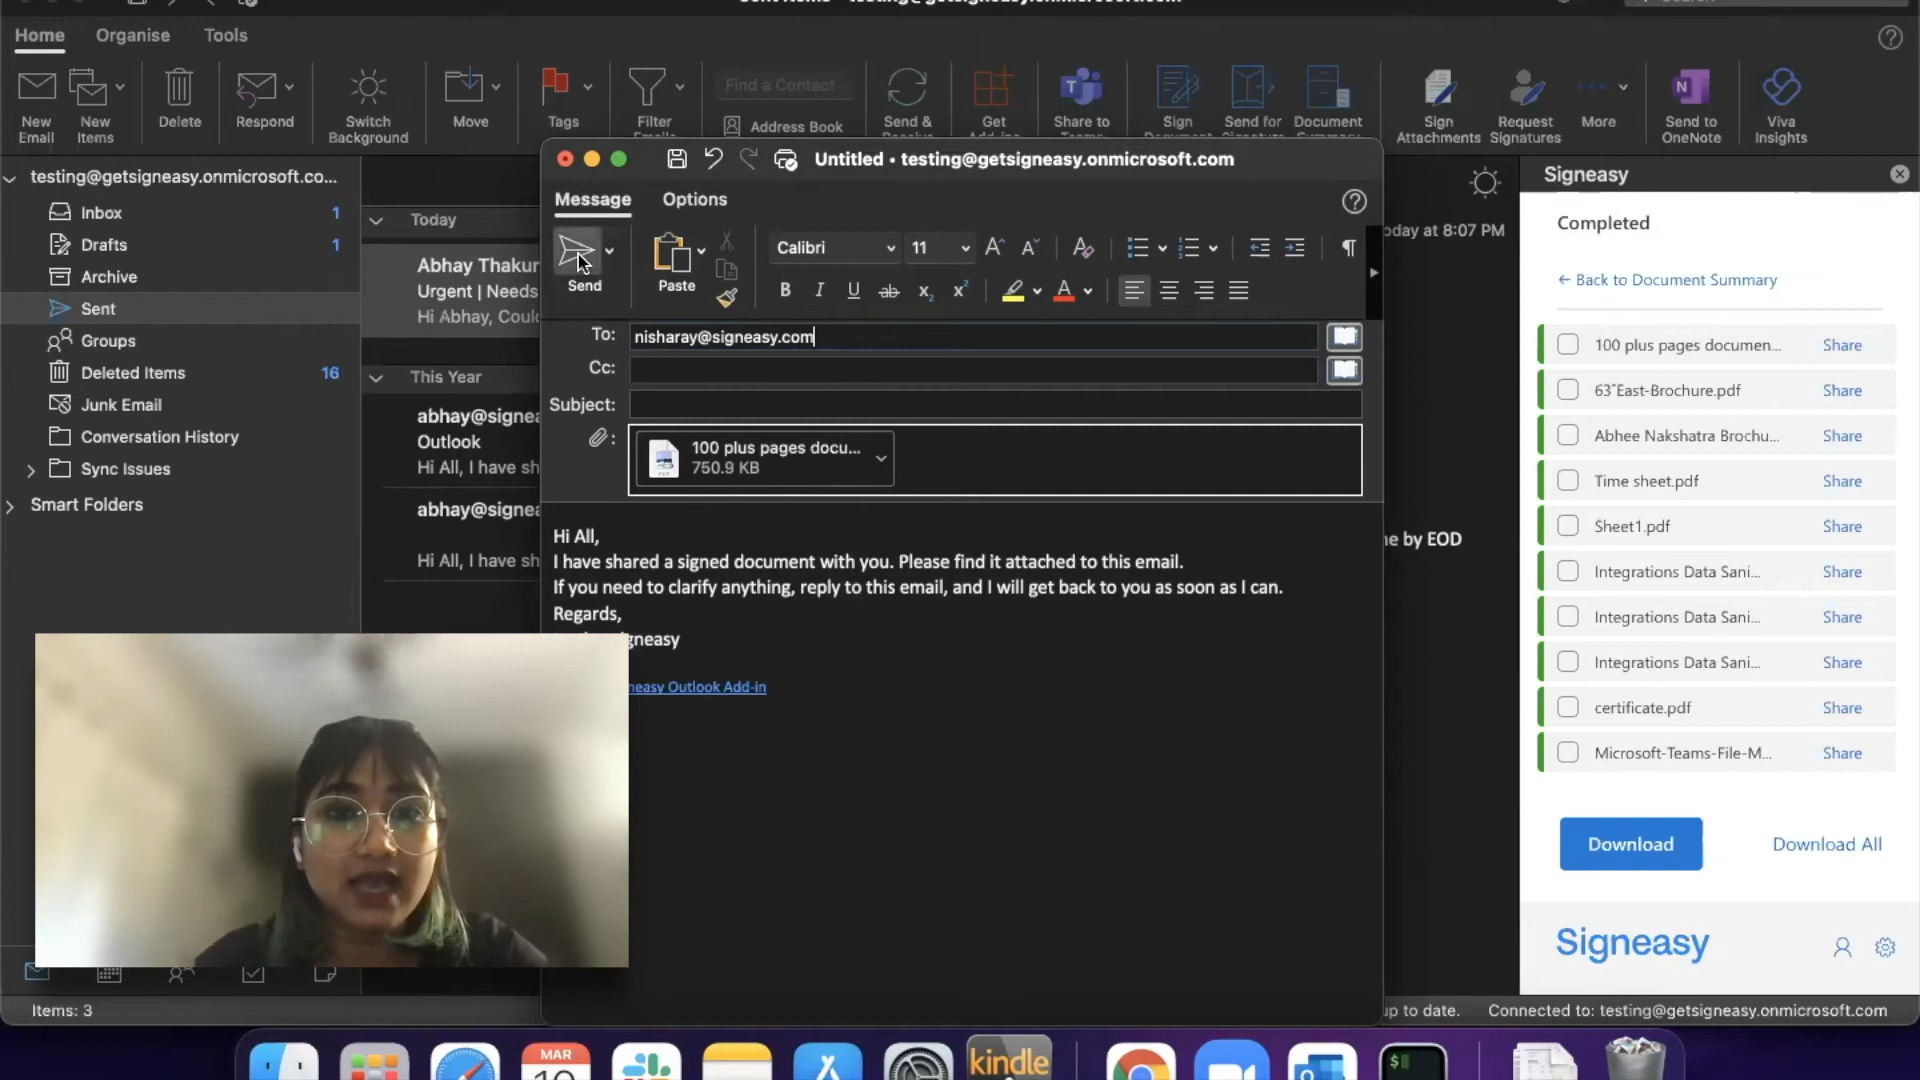 Home Organise Tools
New Email
New Items
Delete
Respond
Switch Background
Move
Tags
Filter
Find a Contact
Address Book
Send &
Get
Share to
Sign
Send for
Document
Sign Attachments
Request Signatures
More
Send to OneNote
Viva Insights
testing@getsigneasy.onmicrosoft.co...
Inbox 1
Drafts 1
Archive
Sent
Groups
Deleted Items 16
Junk Email
Conversation History
Sync Issues
Smart Folders
Today
Abhay Thakur
Urgent | Needs
Hi Abhay, Coul
This Year
abhay@signea
Outlook
Hi All, I have sh
abhay@signea
Hi All, I have sh
Untitled • testing@getsigneasy.onmicrosoft.com
Message Options
Send
Paste
Calibri 11
To: nisharay@signeasy.com
Cc:
Subject:
100 plus pages docu...
750.9 KB
Hi All,
I have shared a signed document with you. Please find it attached to this email.
If you need to clarify anything, reply to this email, and I will get back to you as soon as I can.
Regards,
gneasy
neasy Outlook Add-in
oday at 8:07 PM
e by EOD
Signeasy
Completed
← Back to Document Summary
100 plus pages documen... Share
63˚East-Brochure.pdf Share
Abhee Nakshatra Brochu... Share
Time sheet.pdf Share
Sheet1.pdf Share
Integrations Data Sani... Share
Integrations Data Sani... Share
Integrations Data Sani... Share
certificate.pdf Share
Microsoft-Teams-File-M... Share
Download Download All
Signeasy
Items: 3
up to date. Connected to: testing@getsigneasy.onmicrosoft.com
MAR
kindle